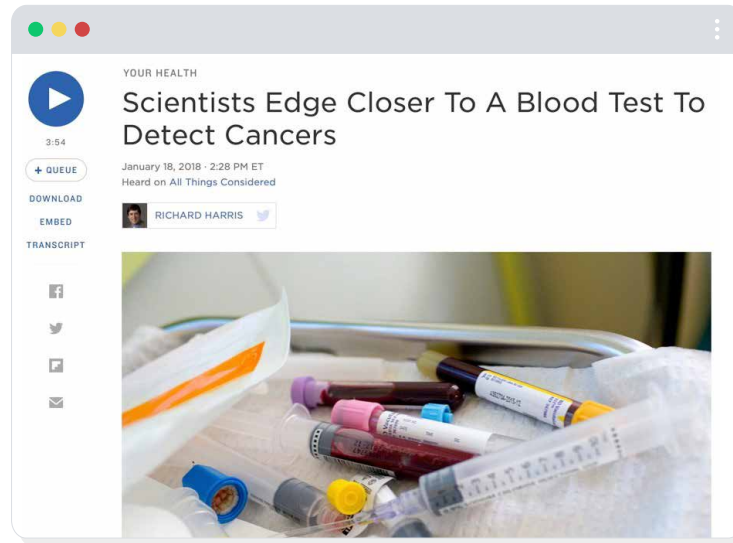 YOUR HEALTH
Scientists Edge Closer To A Blood Test To
Detect Cancers
3:54
January 18, 2018 · 2:28 PM ET
Heard on All Things Considered
+ QUEUE
DOWNLOAD
RICHARD HARRIS
EMBED
TRANSCRIPT